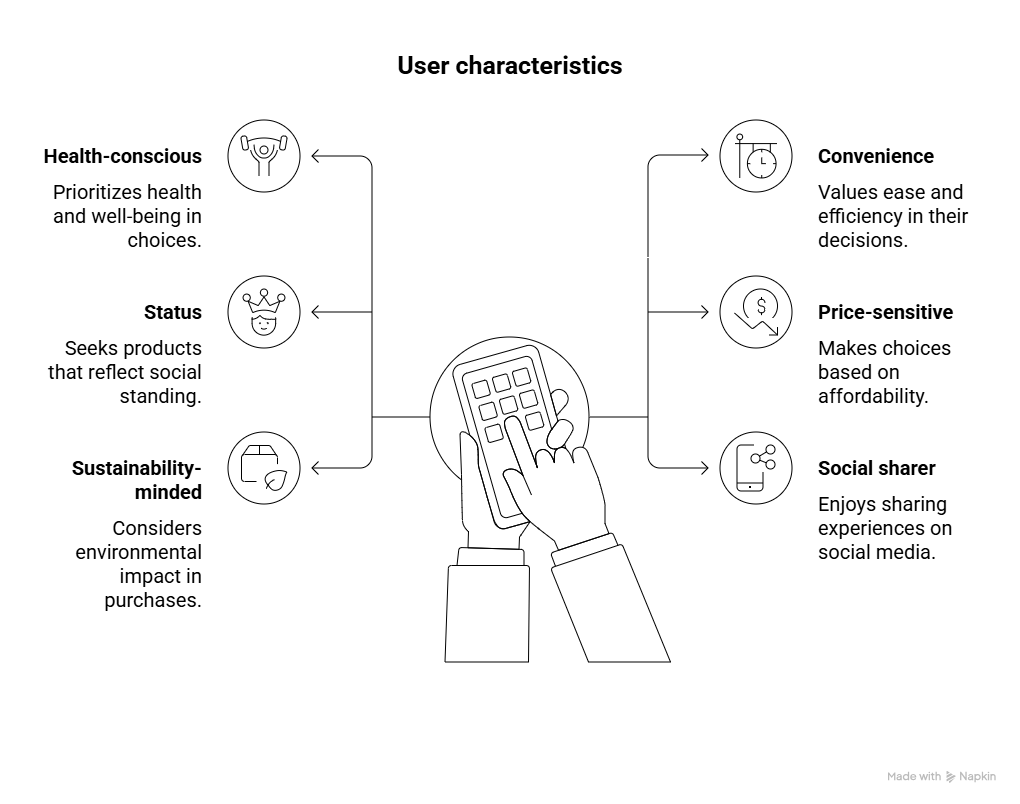 User characteristics
Health-conscious
Prioritizes health
and well-being in
choices.
Status
Seeks products
that reflect social
standing.
Sustainability-
minded
Considers
environmental
impact in
purchases.
Convenience
Values ease and
efficiency in their
decisions.
Price-sensitive
Makes choices
based on
affordability.
Social sharer
Enjoys sharing
experiences on
social media.
$
Made with Napkin